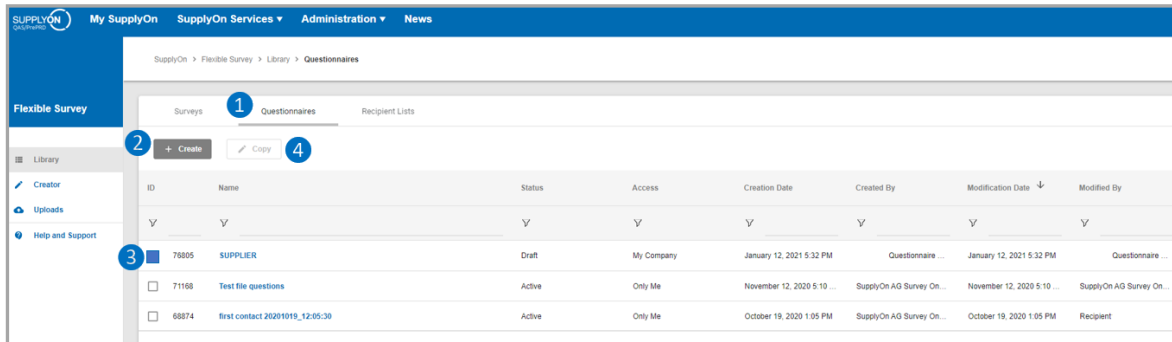 SUPPLYON My SupplyOn SupplyOn Services ▾ Administration ▾ News
QAS/PrePRD
SupplyOn > Flexible Survey > Library > Questionnaires
Flexible Survey
Surveys 1 Questionnaires Recipient Lists
2 + Create Copy 4
Library
Creator
Uploads
Help and Support
ID Name Status Access Creation Date Created By Modification Date ↓ Modified By
3 76805 SUPPLIER Draft My Company January 12, 2021 5:32 PM Questionnaire ... January 12, 2021 5:32 PM Questionnaire ...
71168 Test file questions Active Only Me November 12, 2020 5:10 ... SupplyOn AG Survey On... November 12, 2020 5:10 ... SupplyOn AG Survey On...
68874 first contact 20201019_12:05:30 Active Only Me October 19, 2020 1:05 PM SupplyOn AG Survey On... October 19, 2020 1:05 PM Recipient